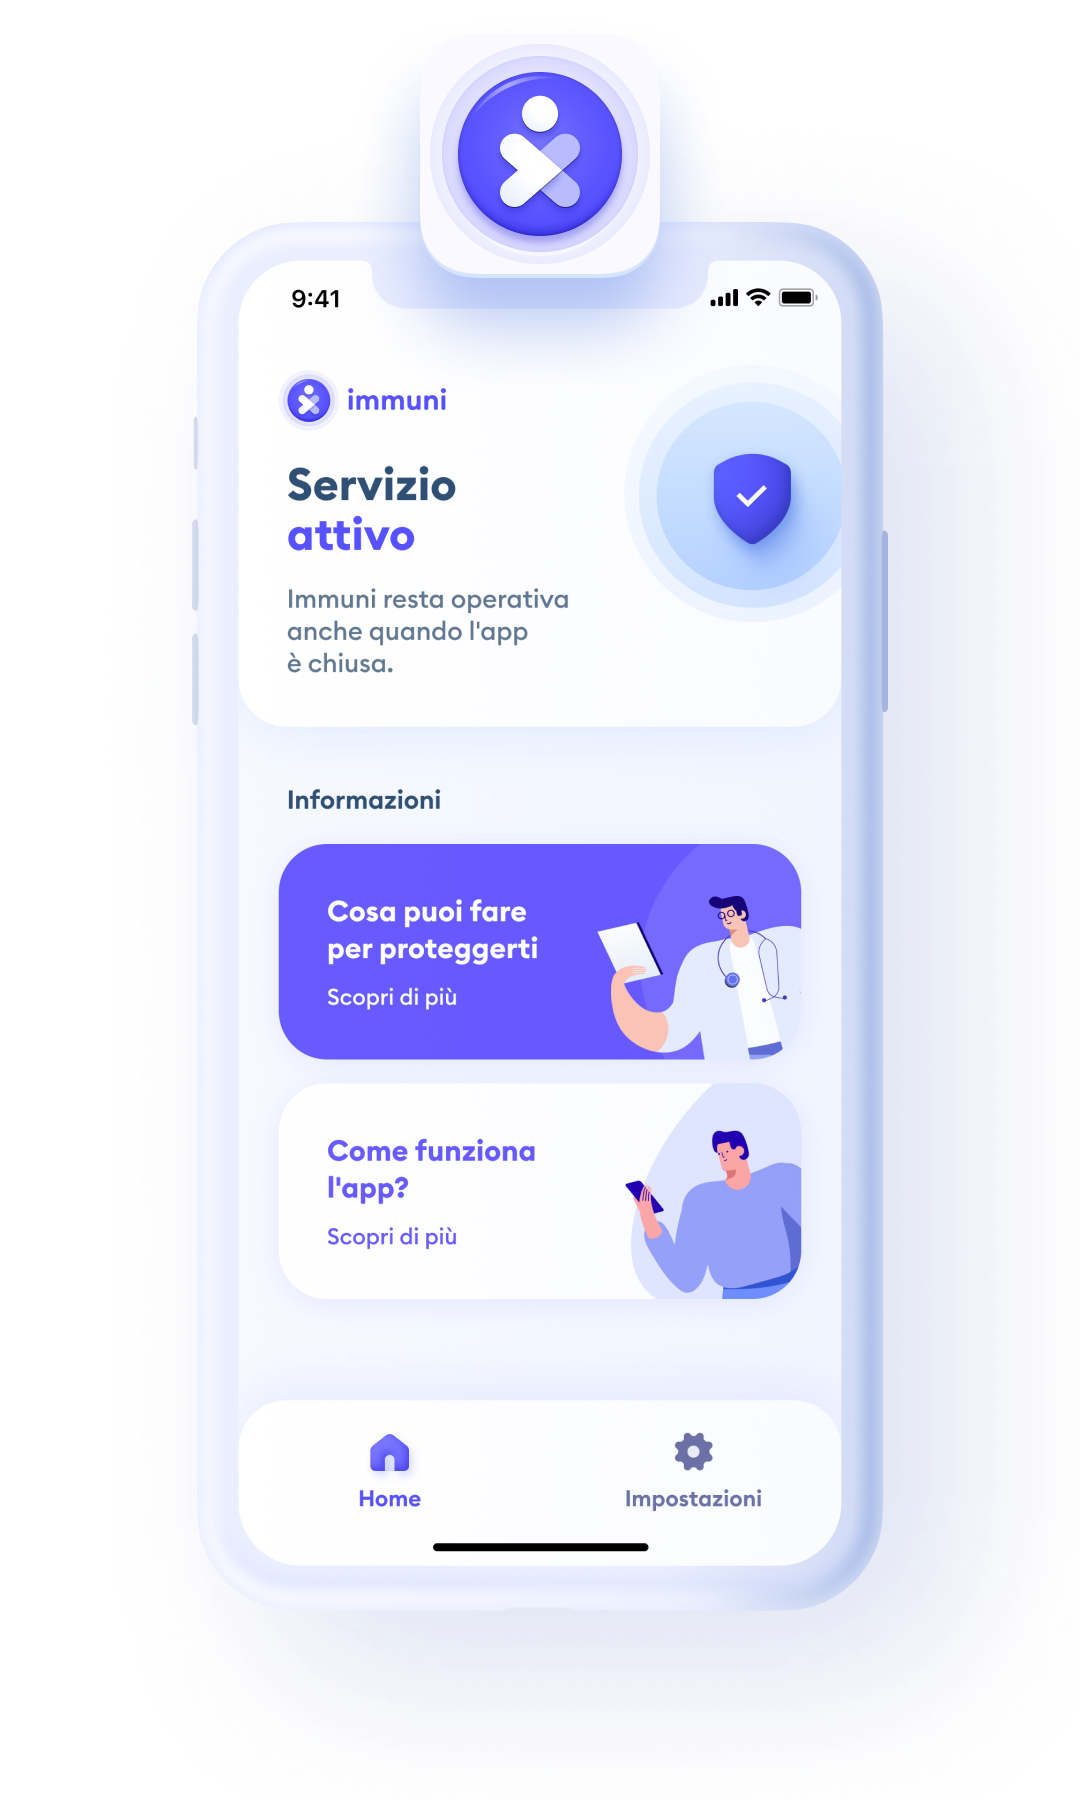 9:41
immuni
Servizio
attivo
Immuni resta operativa
anche quando l'app
è chiusa.
Informazioni
Cosa puoi fare
per proteggerti
Scopri di più
Come funziona
l'app?
Scopri di più
Home
Impostazioni